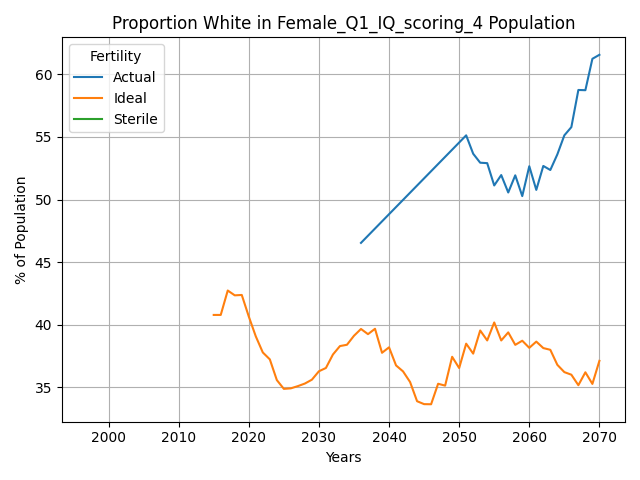 Proportion White in Female_Q1_IQ_scoring_4 Population
Fertility
Actual
Ideal
Sterile
% of Population
60
55
50
45
40
35
2000
2010
2020
2030
2040
2050
2060
2070
Years